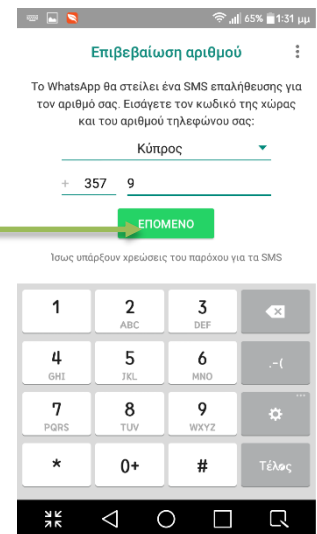 65% 1:31 μμ
Επιβεβαίωση αριθμού
Το WhatsApp θα στείλει ένα SMS επαλήθευσης για
τον αριθμό σας. Εισάγετε τον κωδικό της χώρας
και του αριθμού τηλεφώνου σας:
Κύπρος
+ 357 9
ΕΠΟΜΕΝΟ
Ίσως υπάρξουν χρεώσεις του παρόχου για τα SMS
1 2 3
ABC DEF
4 5 6 .-(
GHI JKL MNO
7 8 9
PQRS TUV WXYZ
* 0+ # Τέλος